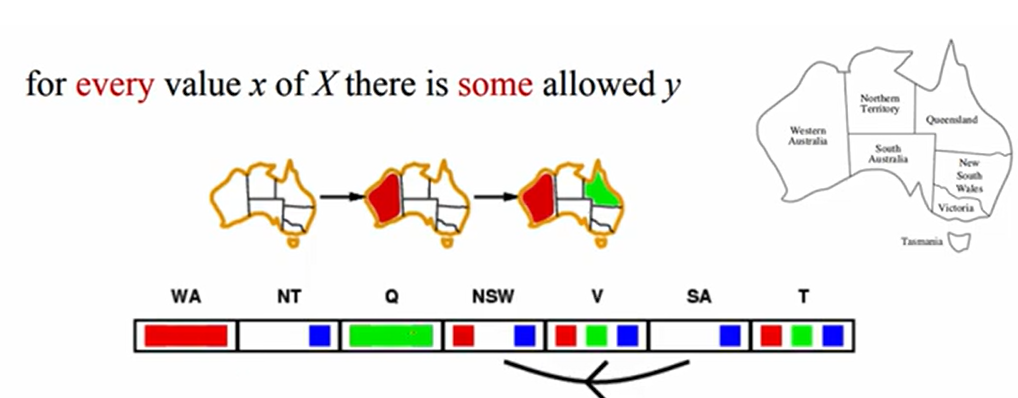 for every value x of X there is some allowed y
Northern
Territory
Western
Australia
Queensland
South
Australia
New
South
Wales
Victoria
Tasmania
WA NT Q NSW V SA T